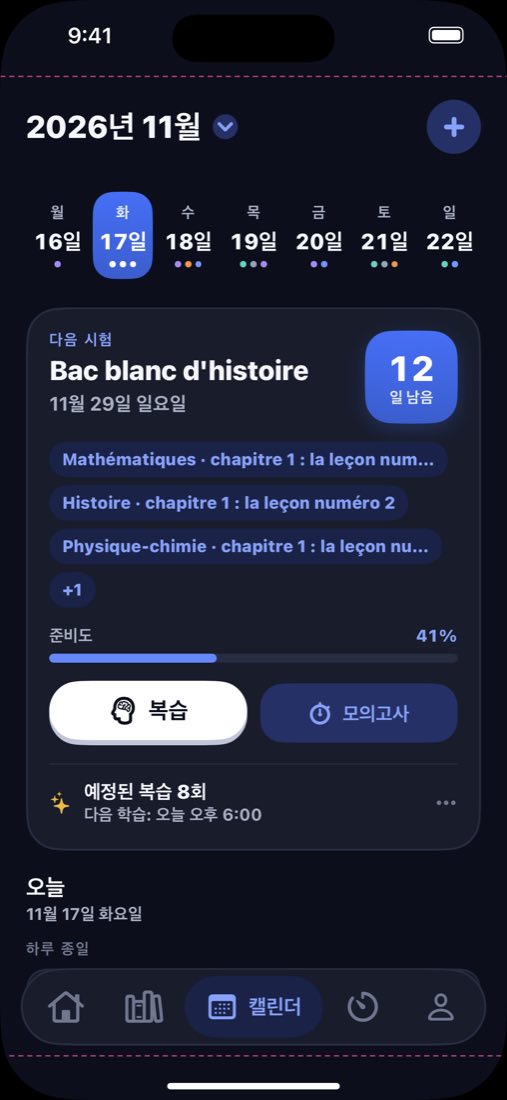 9:41
2026년 11월
월 화 수 목 금 토 일
16일 17일 18일 19일 20일 21일 22일
다음 시험
Bac blanc d'histoire
11월 29일 일요일
12
일 남음
Mathématiques · chapitre 1 : la leçon num...
Histoire · chapitre 1 : la leçon numéro 2
Physique-chimie · chapitre 1 : la leçon nu...
+1
준비도 41%
복습 모의고사
예정된 복습 8회
다음 학습: 오늘 오후 6:00
오늘
11월 17일 화요일
하루 종일
캘린더